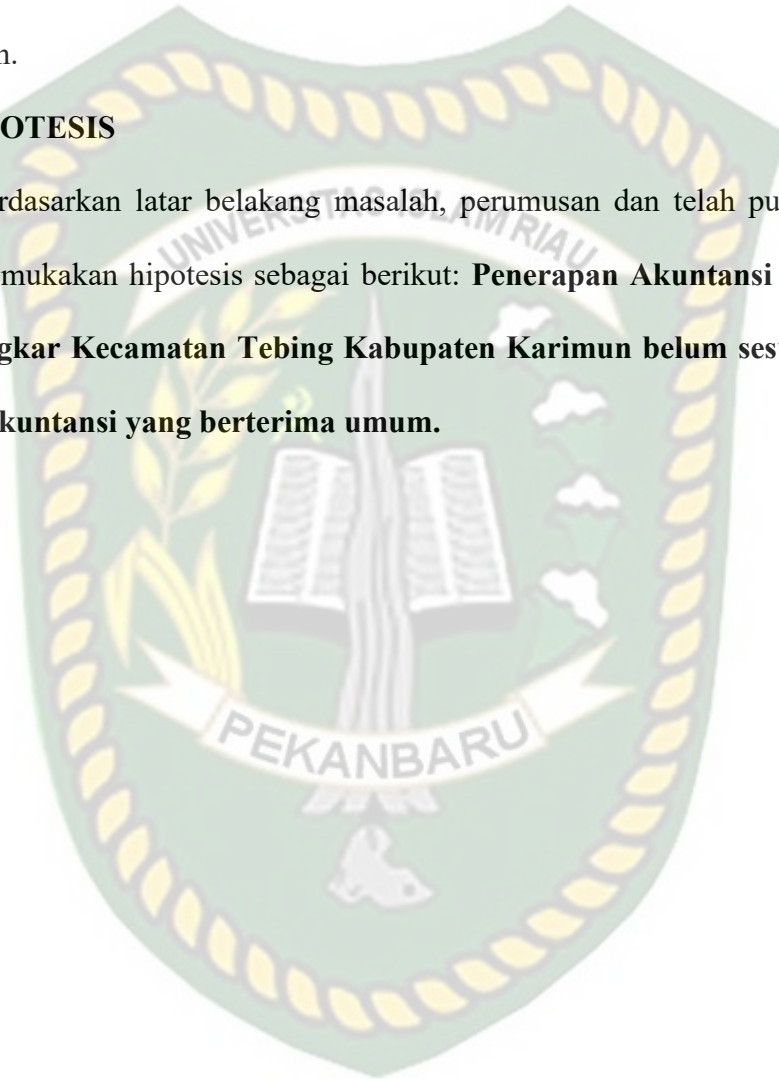 n.
OTESIS
rdasarkan latar belakang masalah, perumusan dan telah pu
mukakan hipotesis sebagai berikut: Penerapan Akuntansi
gkar Kecamatan Tebing Kabupaten Karimun belum sesu
kuntansi yang berterima umum.
UNIVERSITAS ISLAM RIAU
PEKANBARU